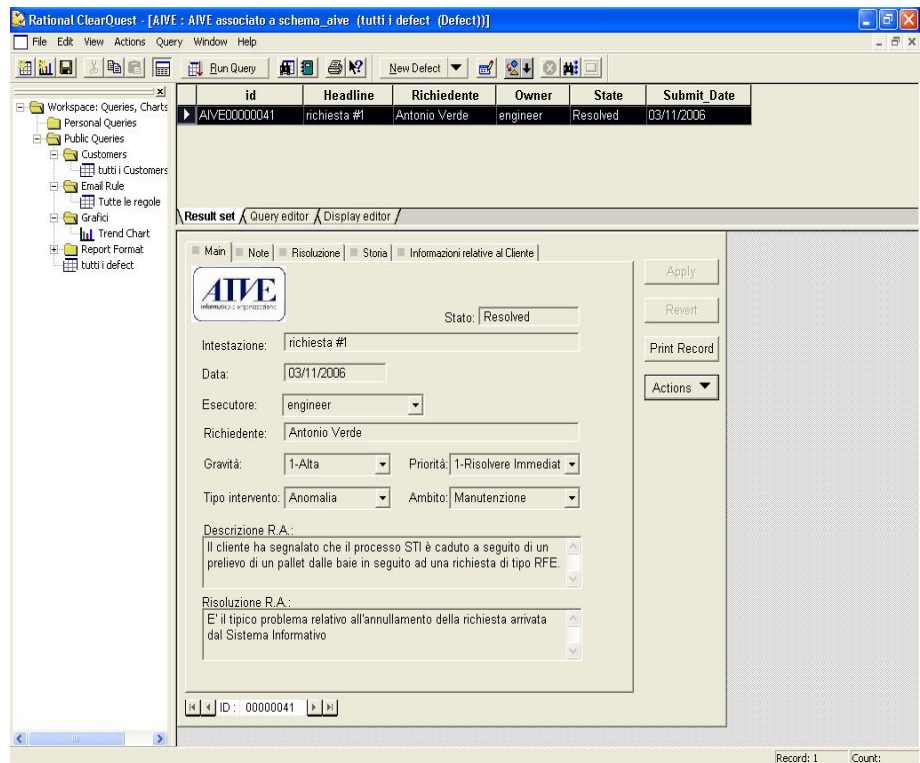 Rational ClearQuest - [AIVE : AIVE associato a schema_aive (tutti i defect (Defect))]
File Edit View Actions Query Window Help
Run Query New Defect
Workspace: Queries, Charts
Personal Queries
Public Queries
Customers
tutti i Customers
Email Rule
Tutte le regole
Grafici
Trend Chart
Report Format
tutti i defect
id Headline Richiedente Owner State Submit_Date
AIVE00000041 richiesta #1 Antonio Verde engineer Resolved 03/11/2006
Result set Query editor Display editor
Main Note Risoluzione Storia Informazioni relative al Cliente
AIVE
informatica e organizzazione
Stato: Resolved
Intestazione: richiesta #1
Data: 03/11/2006
Esecutore: engineer
Richiedente: Antonio Verde
Gravità: 1-Alta Priorità: 1-Risolvere Immediat
Tipo intervento: Anomalia Ambito: Manutenzione
Descrizione R.A.:
Il cliente ha segnalato che il processo STI è caduto a seguito di un
prelievo di un pallet dalle baie in seguito ad una richiesta di tipo RFE.
Risoluzione R.A.:
E' il tipico problema relativo all'annullamento della richiesta arrivata
dal Sistema Informativo
ID : 00000041
Apply
Revert
Print Record
Actions
Record: 1 Count: